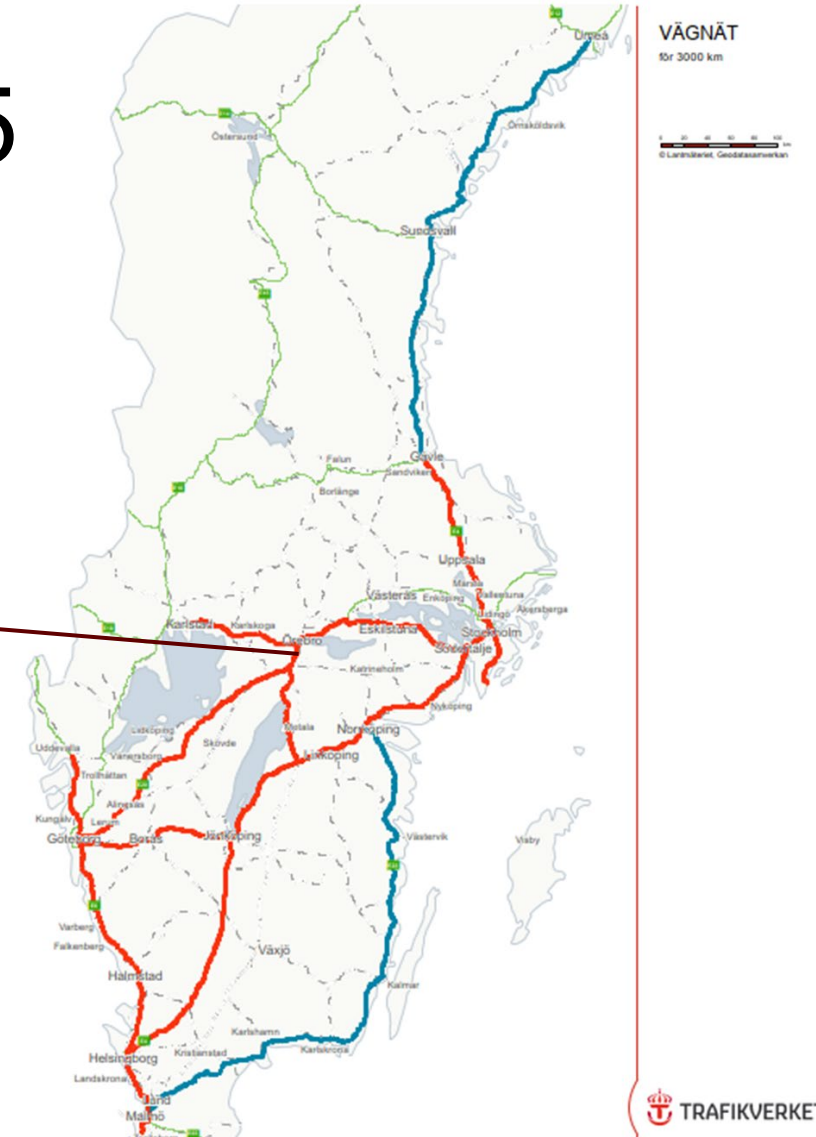 5
VÄGNÄT
för 3000 km
km
© Lantmäteriet, Geodatasamverkan
Umeå
Örnsköldsvik
Östersund
Sundsvall
Gävle
Sandviken
Falun
Borlänge
Uppsala
Märsta
Vallentuna
Västerås
Enköping
Lidingö
Åkersberga
Karlstad
Karlskoga
Örebro
Eskilstuna
Stockholm
Södertälje
Katrineholm
Nyköping
Lidköping
Motala
Norrköping
Uddevalla
Skövde
Vänersborg
Linköping
Trollhättan
Alingsås
Kungälv
Lerum
Göteborg
Borås
Jönköping
Västervik
Visby
Varberg
Falkenberg
Växjö
Halmstad
Kalmar
Karlshamn
Karlskrona
Helsingborg
Kristianstad
Landskrona
Lund
Malmö
TRAFIKVERKET